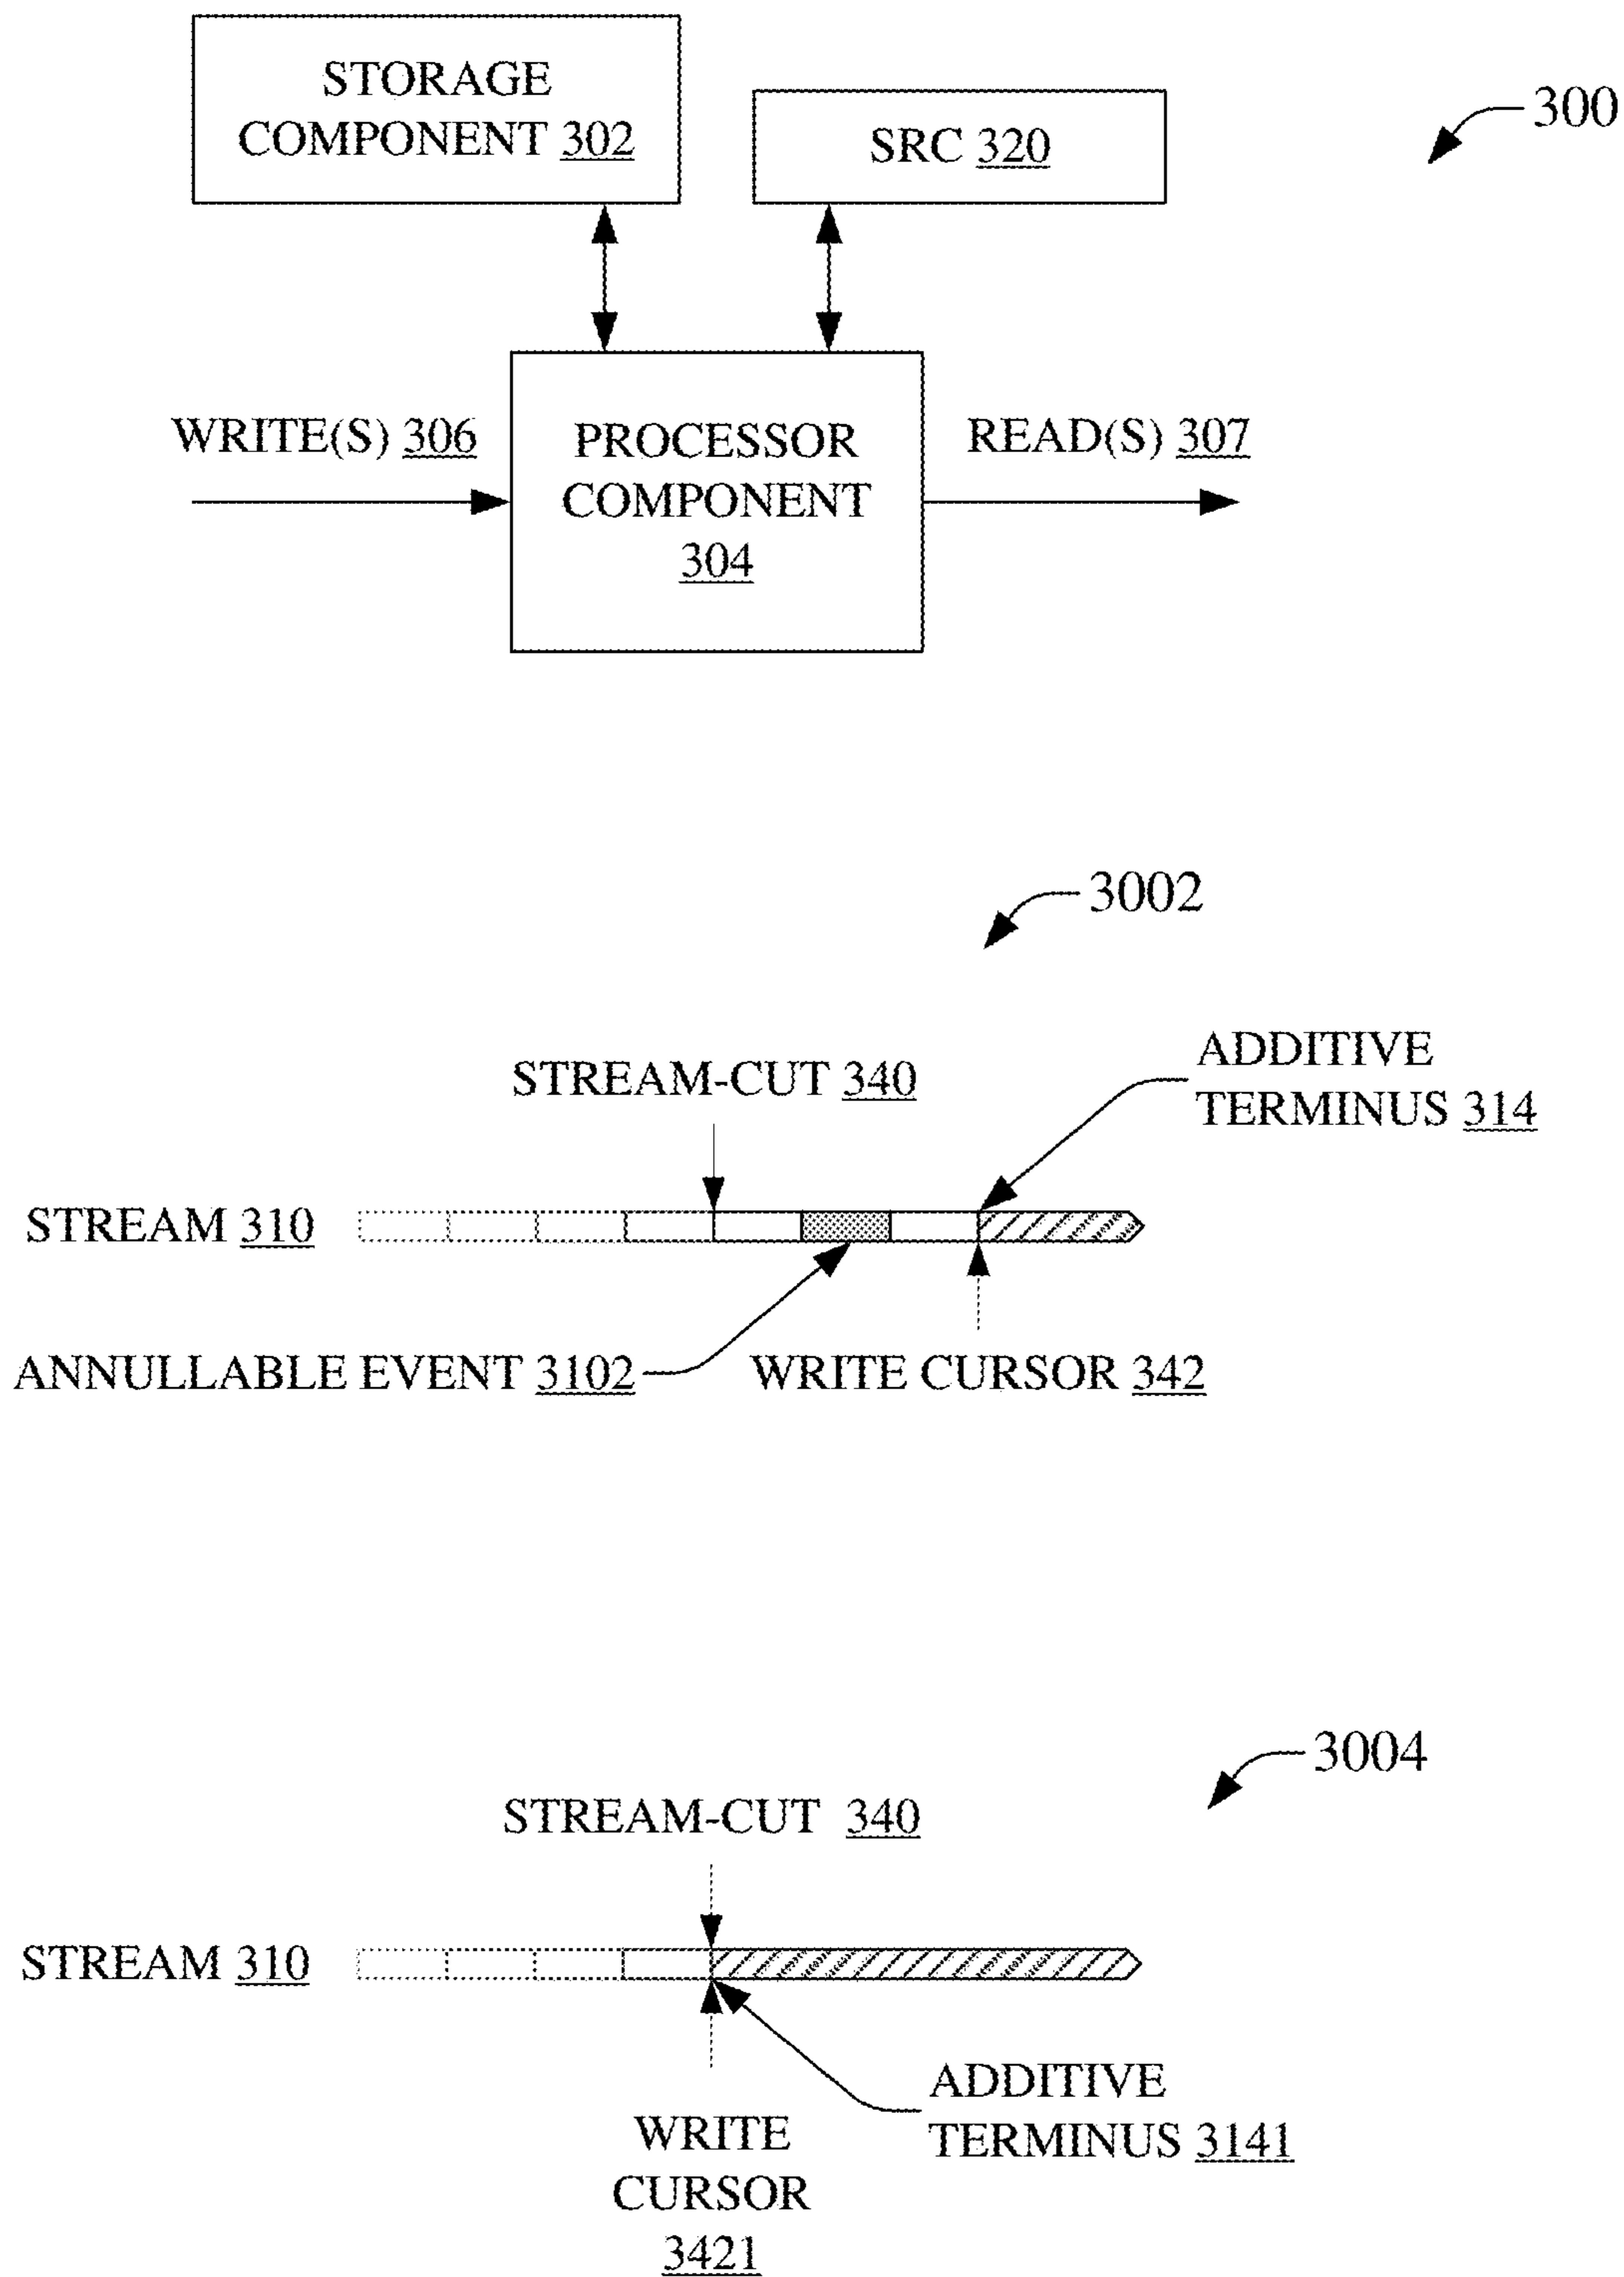 STORAGE
COMPONENT 302
SRC 320
300
WRITE(S) 306
PROCESSOR
COMPONENT
304
READ(S) 307
3002
STREAM-CUT 340
ADDITIVE
TERMINUS 314
STREAM 310
ANNULLABLE EVENT 3102
WRITE CURSOR 342
3004
STREAM-CUT 340
STREAM 310
ADDITIVE
TERMINUS 3141
WRITE
CURSOR
3421